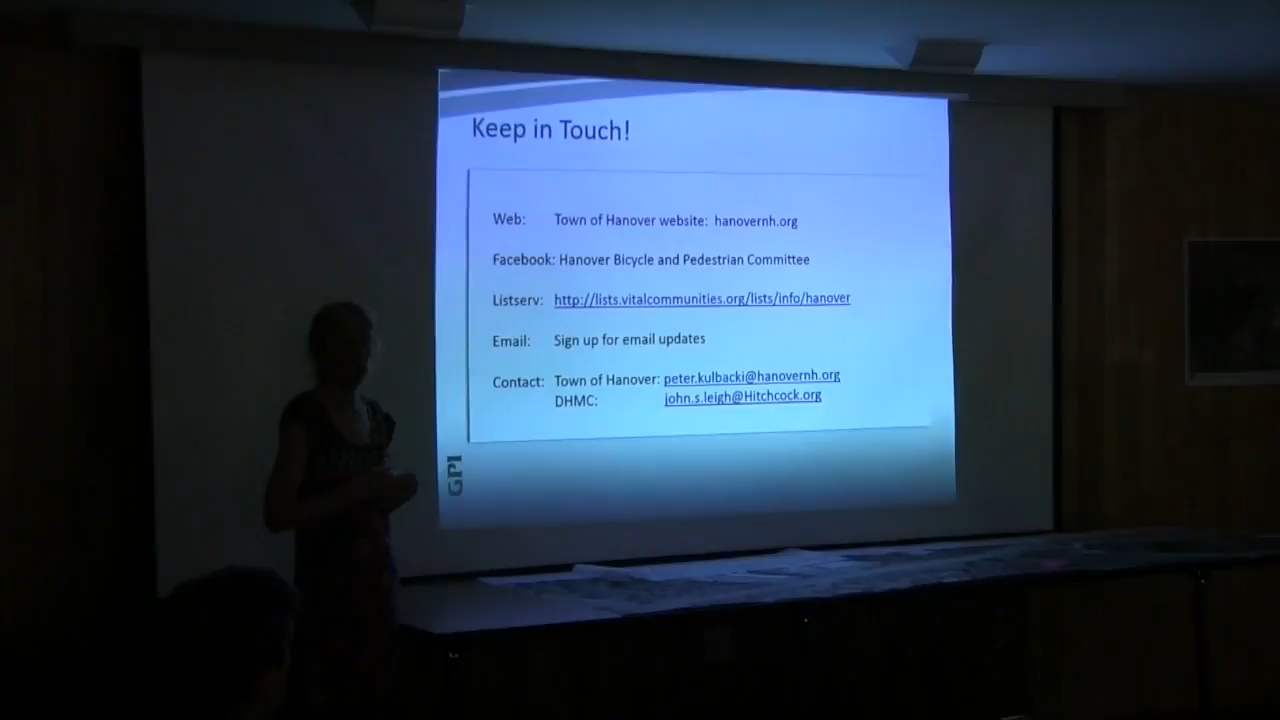 Keep in Touch!
Web: Town of Hanover website: hanovernh.org
Facebook: Hanover Bicycle and Pedestrian Committee
Listserv: http://lists.vitalcommunities.org/lists/info/hanover
Email: Sign up for email updates
Contact: Town of Hanover: peter.kulbacki@hanovernh.org
DHMC: john.s.leigh@Hitchcock.org
GPI